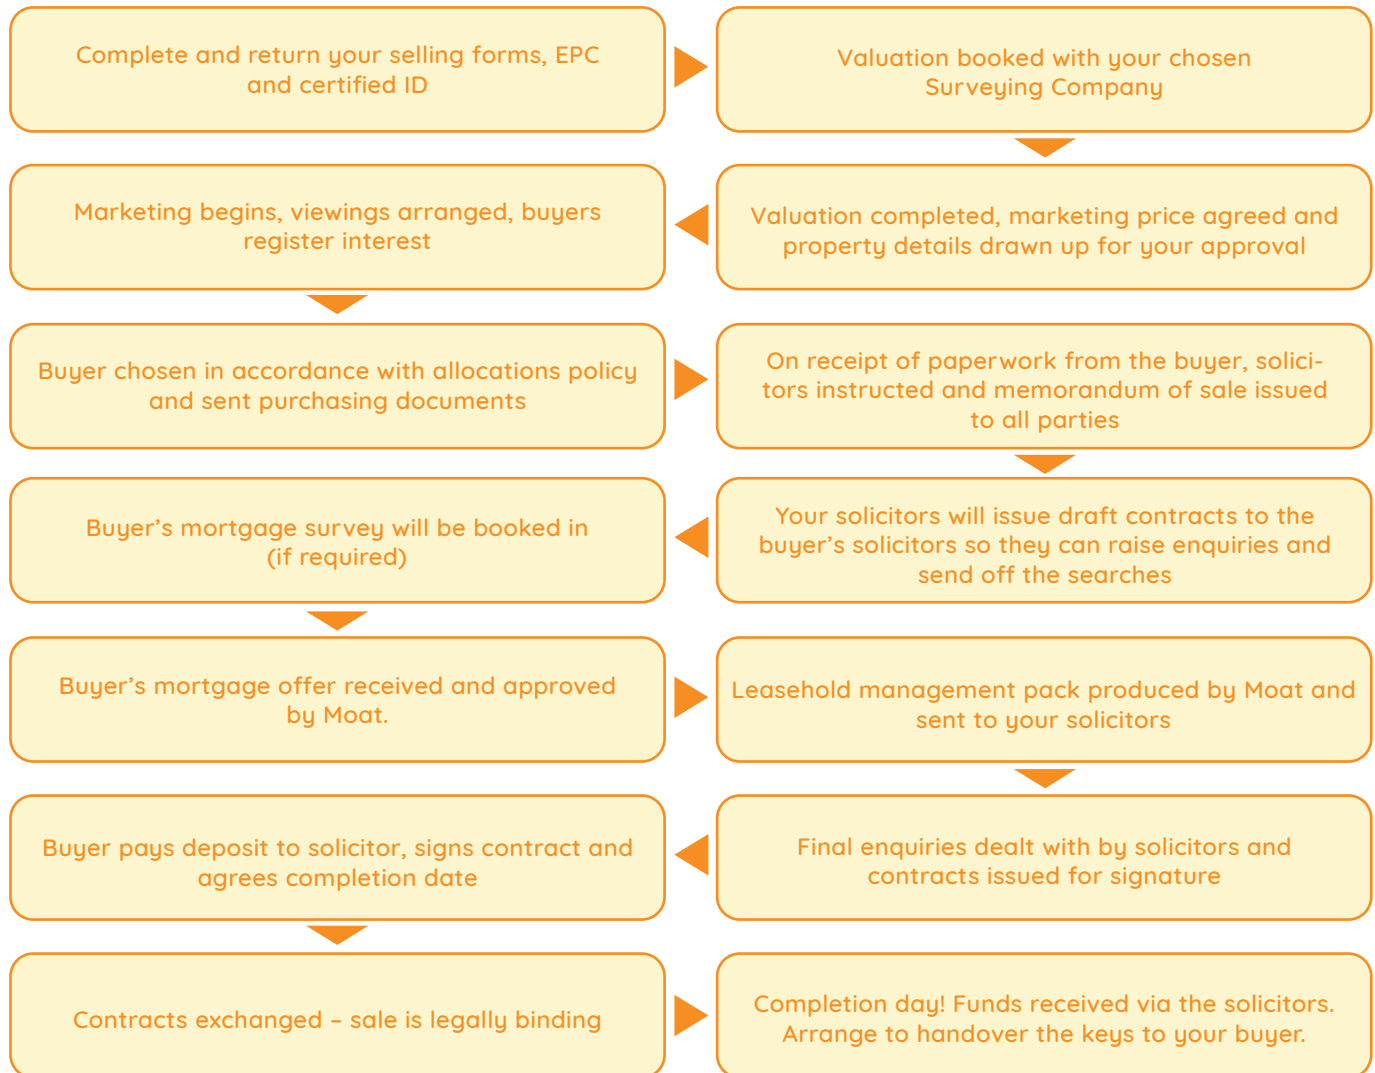 Complete and return your selling forms, EPC
and certified ID
Valuation booked with your chosen
Surveying Company
Valuation completed, marketing price agreed and
property details drawn up for your approval
Marketing begins, viewings arranged, buyers
register interest
Buyer chosen in accordance with allocations policy
and sent purchasing documents
On receipt of paperwork from the buyer, solici-
tors instructed and memorandum of sale issued
to all parties
Your solicitors will issue draft contracts to the
buyer’s solicitors so they can raise enquiries and
send off the searches
Buyer’s mortgage survey will be booked in
(if required)
Buyer’s mortgage offer received and approved
by Moat.
Leasehold management pack produced by Moat and
sent to your solicitors
Final enquiries dealt with by solicitors and
contracts issued for signature
Buyer pays deposit to solicitor, signs contract and
agrees completion date
Contracts exchanged – sale is legally binding
Completion day! Funds received via the solicitors.
Arrange to handover the keys to your buyer.